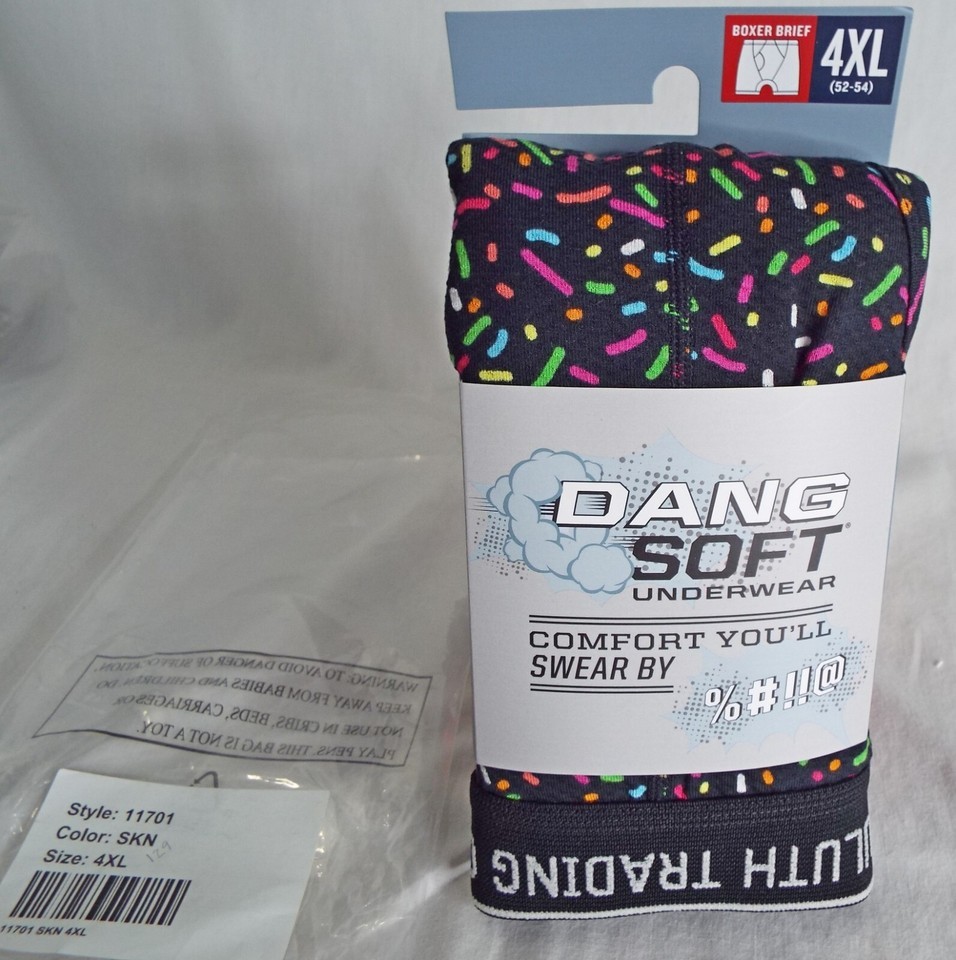 BOXER BRIEF
4XL
(52-54)
DANG
SOFT
UNDERWEAR
COMFORT YOU'LL
SWEAR BY
%#!!@
LUTH TRADING
WARNING: TO AVOID DANGER OF SUFFOCATION,
KEEP AWAY FROM BABIES AND CHILDREN. DO
NOT USE IN CRIBS, BEDS, CARRIAGES OR
PLAY PENS. THIS BAG IS NOT A TOY.
Style: 11701
Color: SKN
Size: 4XL
129
11701 SKN 4XL